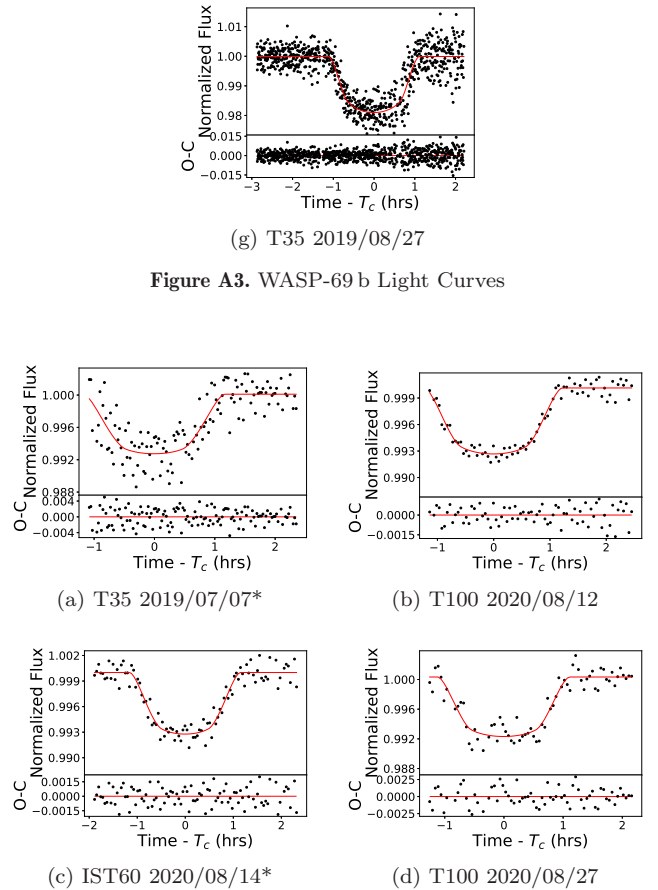 Normalized Flux
1.01
1.00
0.99
0.98
O-C
0.015
0.000
−0.015
−3 −2 −1 0 1 2
Time - Tc (hrs)
(g) T35 2019/08/27
Figure A3. WASP-69 b Light Curves
Normalized Flux
1.000
0.996
0.992
0.988
O-C
0.004
0.000
−0.004
−1 0 1 2
Time - Tc (hrs)
(a) T35 2019/07/07*
Normalized Flux
0.999
0.996
0.993
0.990
O-C
0.0000
−0.0015
−1 0 1 2
Time - Tc (hrs)
(b) T100 2020/08/12
Normalized Flux
1.002
0.999
0.996
0.993
0.990
O-C
0.0015
0.0000
−0.0015
−2 −1 0 1 2
Time - Tc (hrs)
(c) IST60 2020/08/14*
Normalized Flux
1.000
0.996
0.992
0.988
O-C
0.0025
0.0000
−0.0025
−1 0 1 2
Time - Tc (hrs)
(d) T100 2020/08/27